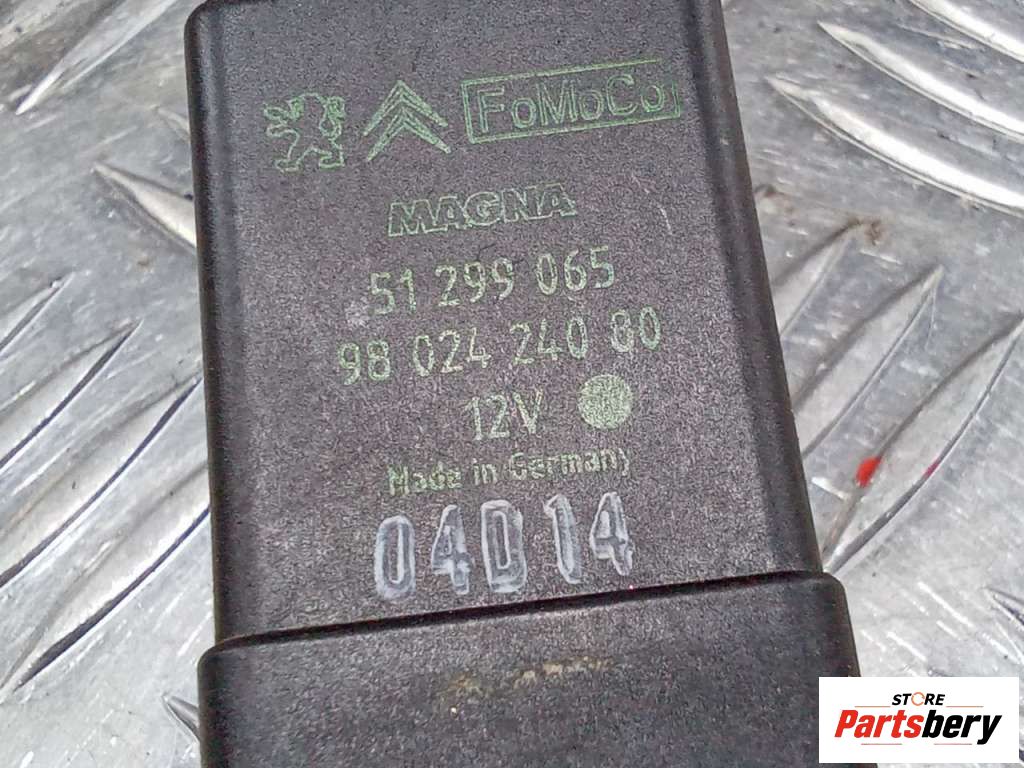 FoMoCo
MAGNA
51 299 065
98 024 240 80
12V
Made in Germany
04D14
STORE
Partsbery